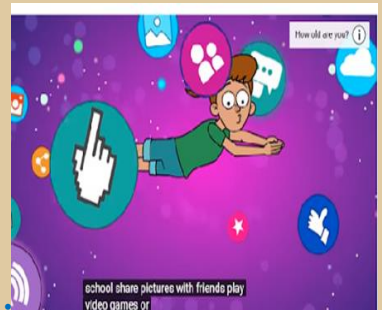 How old are you?
school share pictures with friends play
video games or